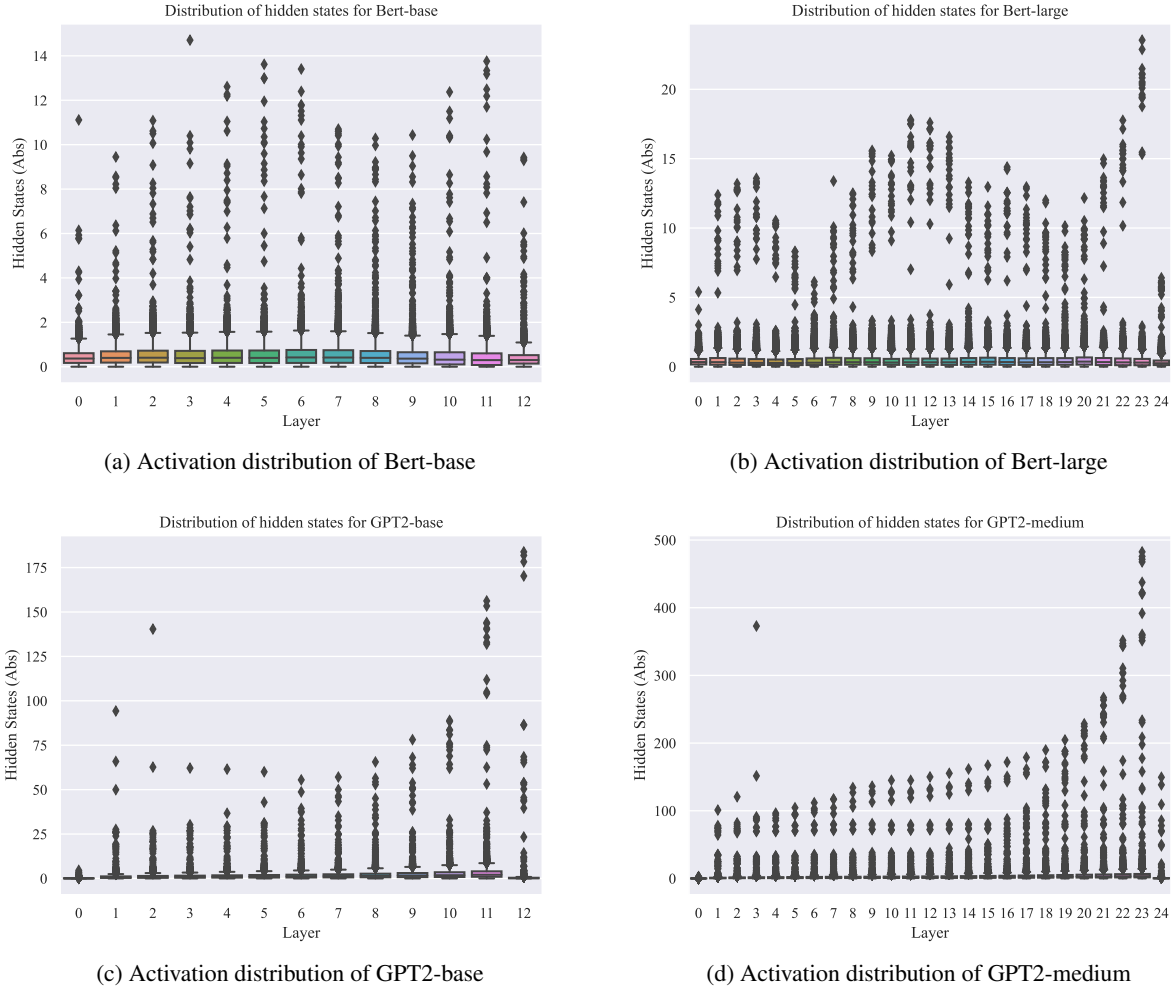 Distribution of hidden states for Bert-base
14
12
10
8
6
4
2
0
Hidden States (Abs)
0 1 2 3 4 5 6 7 8 9 10 11 12
Layer
(a) Activation distribution of Bert-base
Distribution of hidden states for Bert-large
20
15
10
5
0
Hidden States (Abs)
0 1 2 3 4 5 6 7 8 9 10 11 12 13 14 15 16 17 18 19 20 21 22 23 24
Layer
(b) Activation distribution of Bert-large
Distribution of hidden states for GPT2-base
175
150
125
100
75
50
25
0
Hidden States (Abs)
0 1 2 3 4 5 6 7 8 9 10 11 12
Layer
(c) Activation distribution of GPT2-base
Distribution of hidden states for GPT2-medium
500
400
300
200
100
0
Hidden States (Abs)
0 1 2 3 4 5 6 7 8 9 10 11 12 13 14 15 16 17 18 19 20 21 22 23 24
Layer
(d) Activation distribution of GPT2-medium